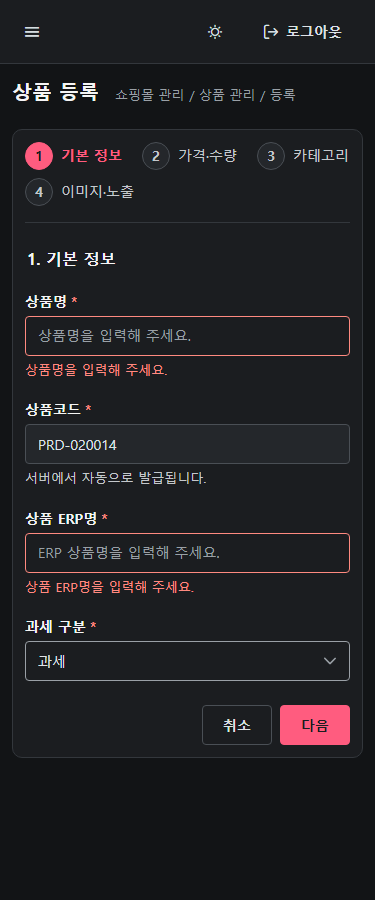 로그아웃
상품 등록 쇼핑몰 관리 / 상품 관리 / 등록
1 기본 정보 2 가격·수량 3 카테고리
4 이미지·노출
1. 기본 정보
상품명 *
상품명을 입력해 주세요.
상품명을 입력해 주세요.
상품코드 *
PRD-020014
서버에서 자동으로 발급됩니다.
상품 ERP명 *
ERP 상품명을 입력해 주세요.
상품 ERP명을 입력해 주세요.
과세 구분 *
과세
취소 다음